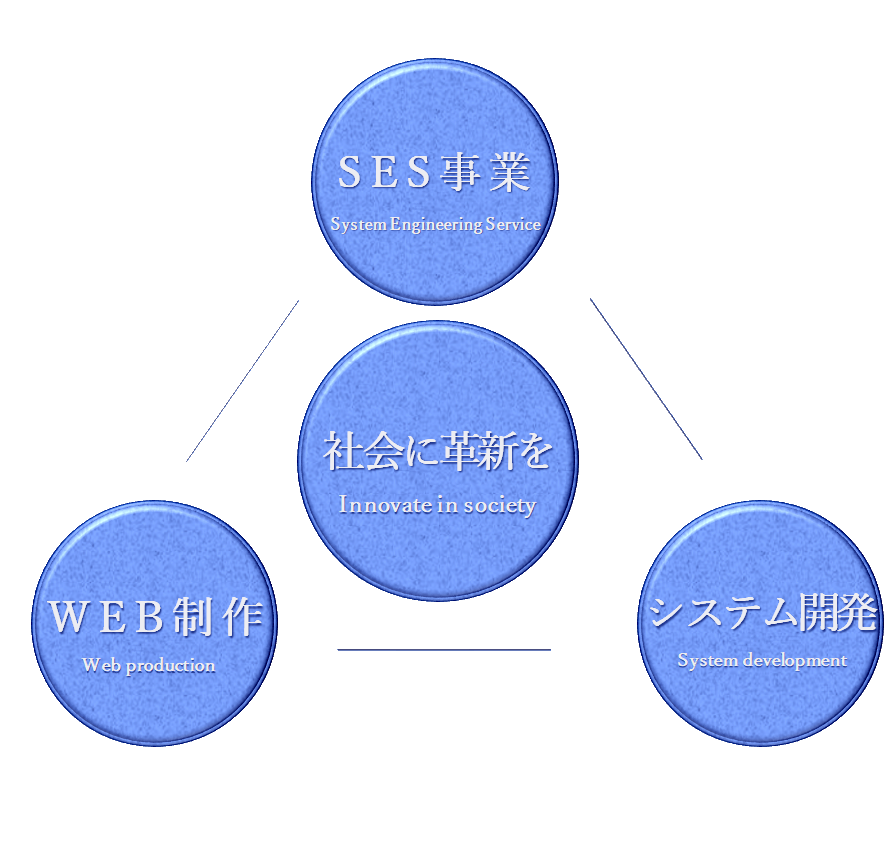 SES事業
System Engineering Service
社会に革新を
Innovate in society
WEB制作
Web production
システム開発
System development